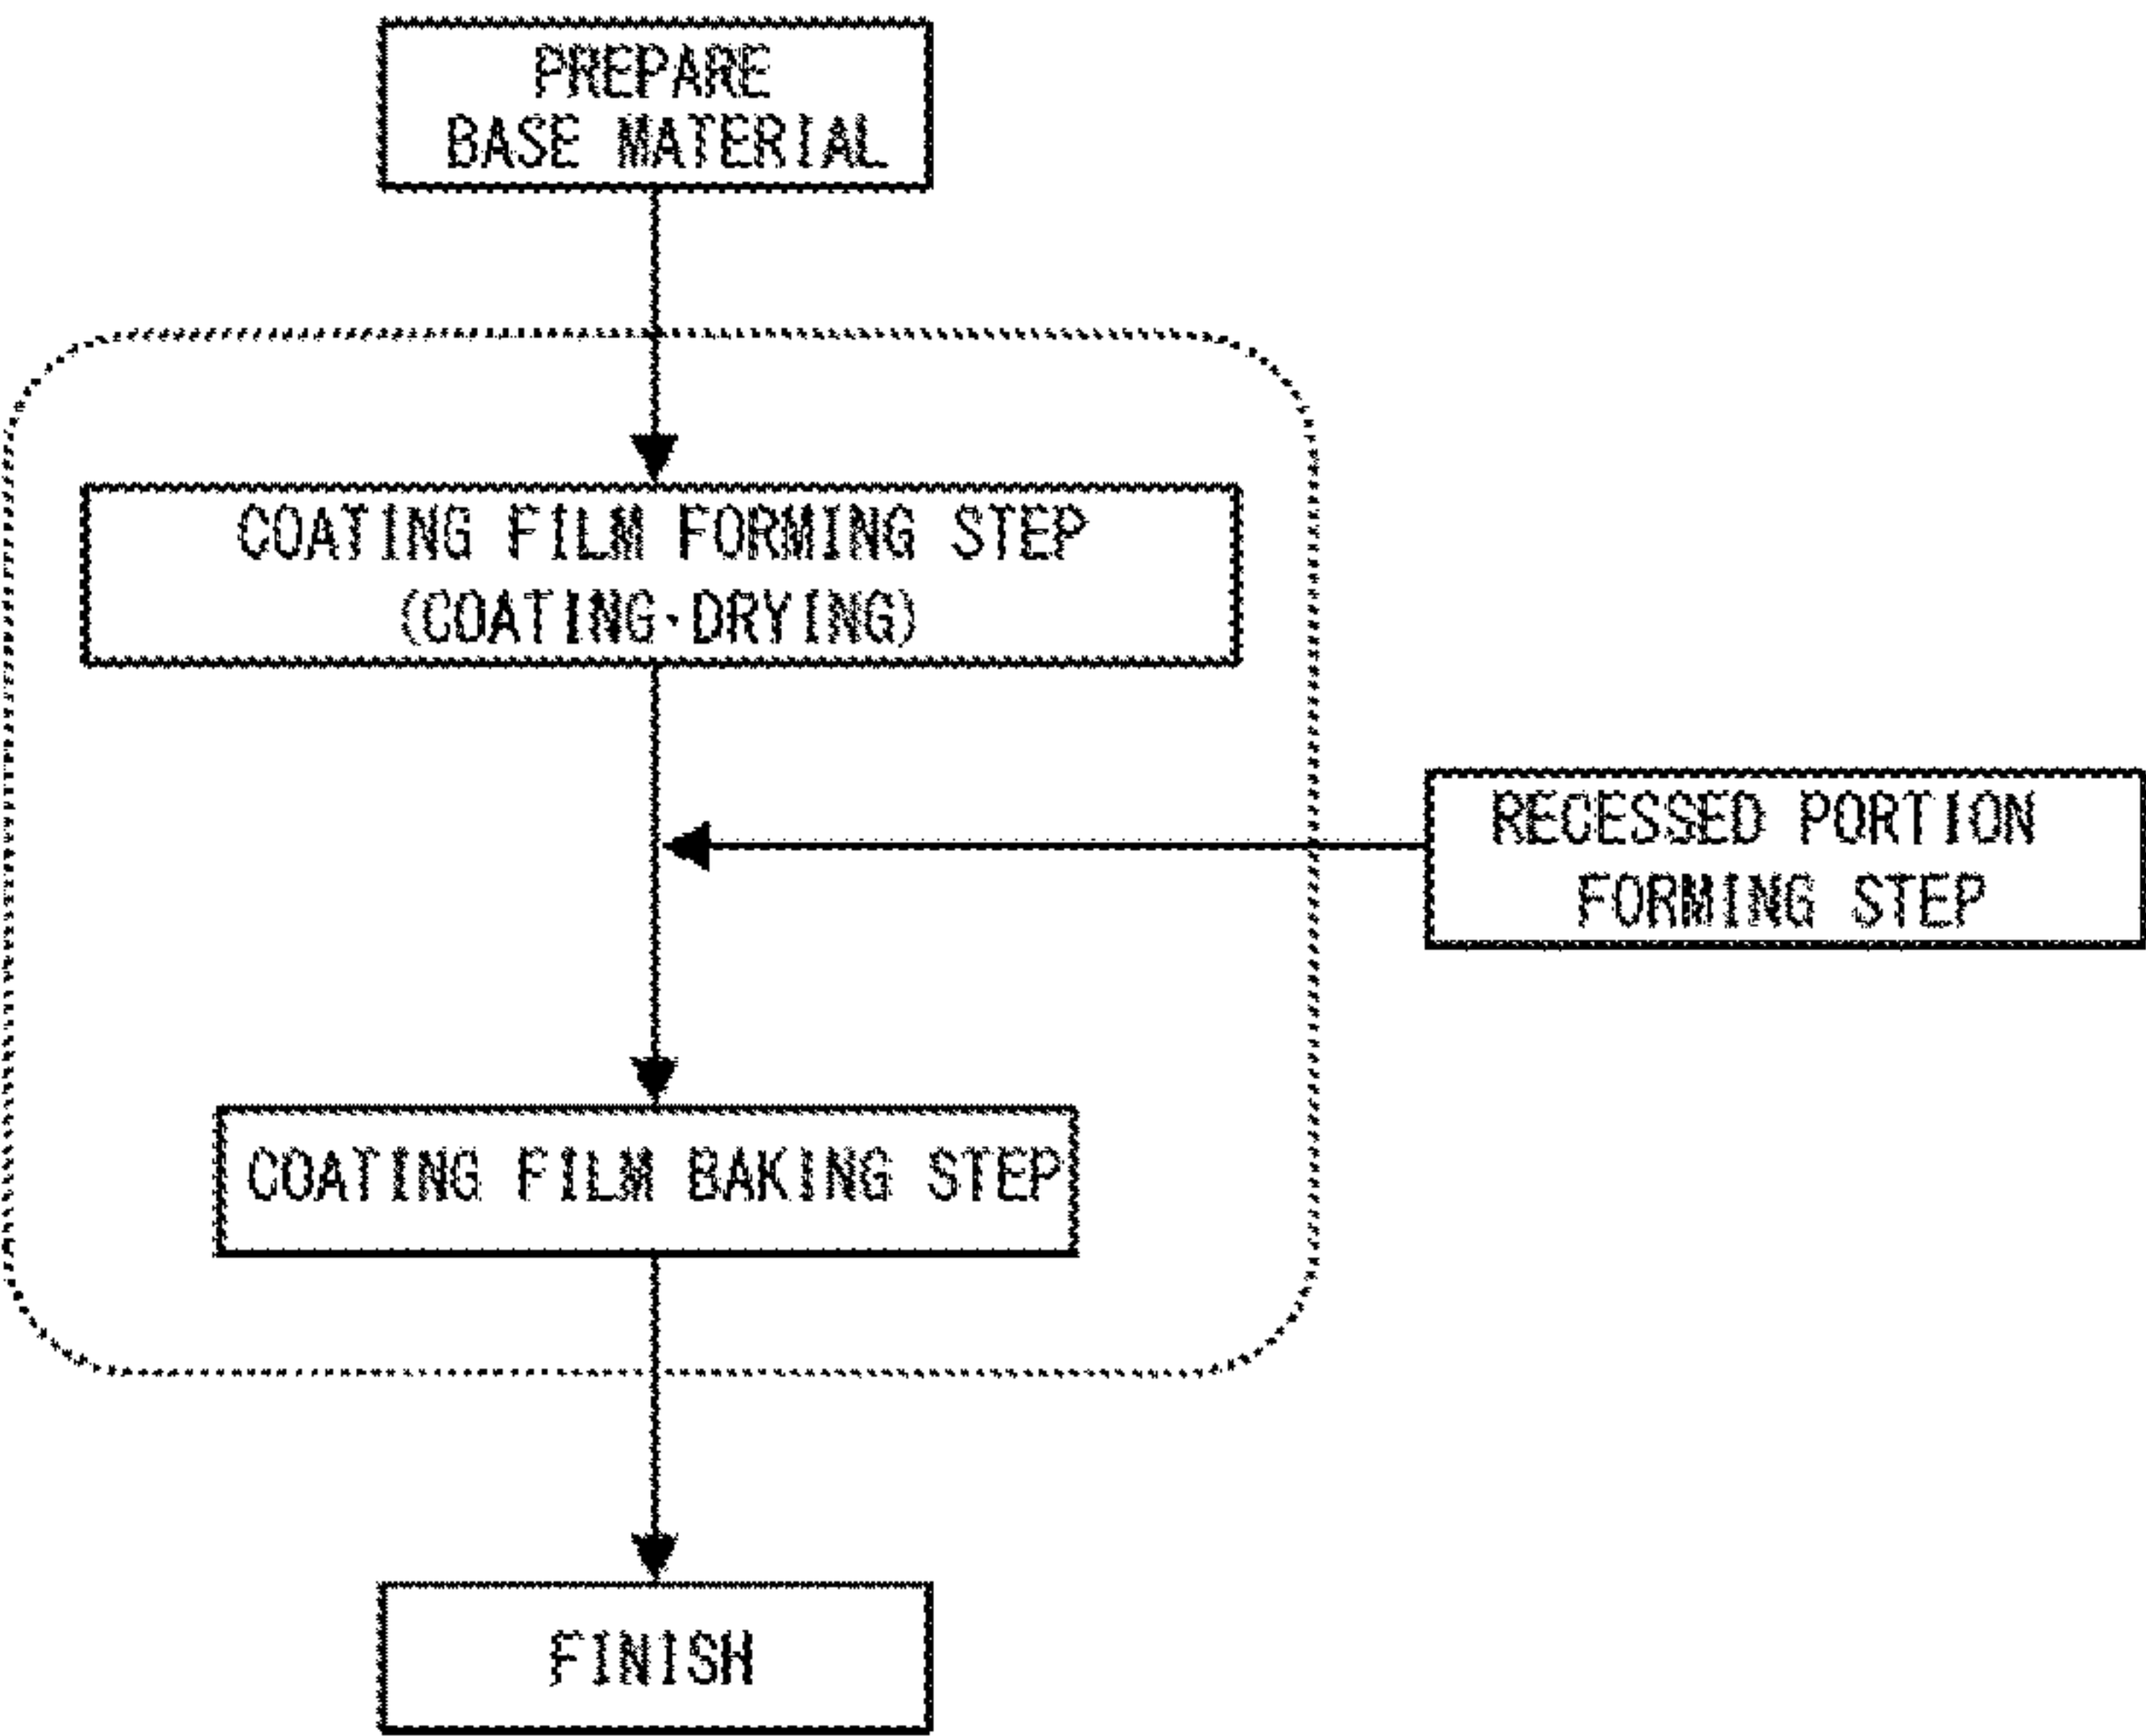 PREPARE
BASE MATERIAL
COATING FILM FORMING STEP
(COATING·DRYING)
RECESSED PORTION
FORMING STEP
COATING FILM BAKING STEP
FINISH